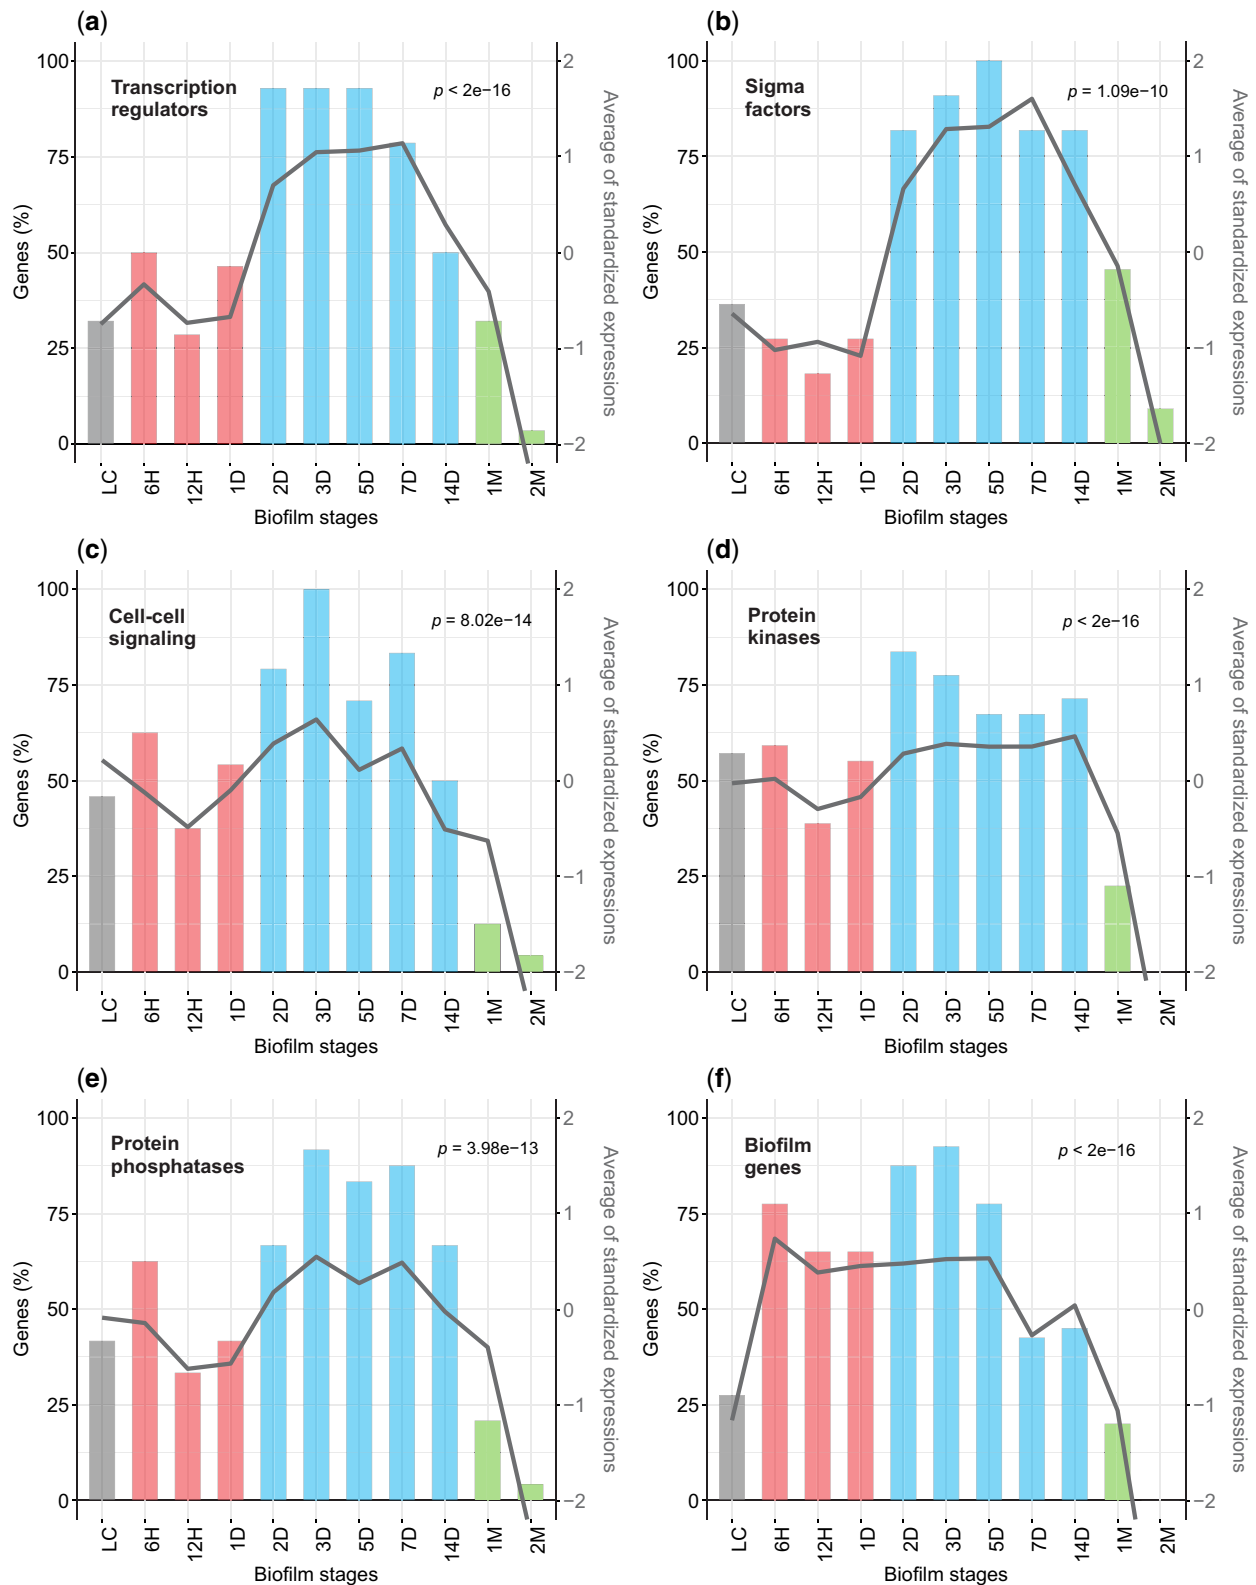 (a)
Transcription
regulators
p < 2e−16
100
75
50
25
0
Genes (%)
2
1
0
−1
−2
Average of standardized expressions
LC 6H 12H 1D 2D 3D 5D 7D 14D 1M 2M
Biofilm stages
(b)
Sigma
factors
p = 1.09e−10
100
75
50
25
0
Genes (%)
2
1
0
−1
−2
Average of standardized expressions
LC 6H 12H 1D 2D 3D 5D 7D 14D 1M 2M
Biofilm stages
(c)
Cell-cell
signaling
p = 8.02e−14
100
75
50
25
0
Genes (%)
2
1
0
−1
−2
Average of standardized expressions
LC 6H 12H 1D 2D 3D 5D 7D 14D 1M 2M
Biofilm stages
(d)
Protein
kinases
p < 2e−16
100
75
50
25
0
Genes (%)
2
1
0
−1
−2
Average of standardized expressions
LC 6H 12H 1D 2D 3D 5D 7D 14D 1M 2M
Biofilm stages
(e)
Protein
phosphatases
p = 3.98e−13
100
75
50
25
0
Genes (%)
2
1
0
−1
−2
Average of standardized expressions
LC 6H 12H 1D 2D 3D 5D 7D 14D 1M 2M
Biofilm stages
(f)
Biofilm
genes
p < 2e−16
100
75
50
25
0
Genes (%)
2
1
0
−1
−2
Average of standardized expressions
LC 6H 12H 1D 2D 3D 5D 7D 14D 1M 2M
Biofilm stages